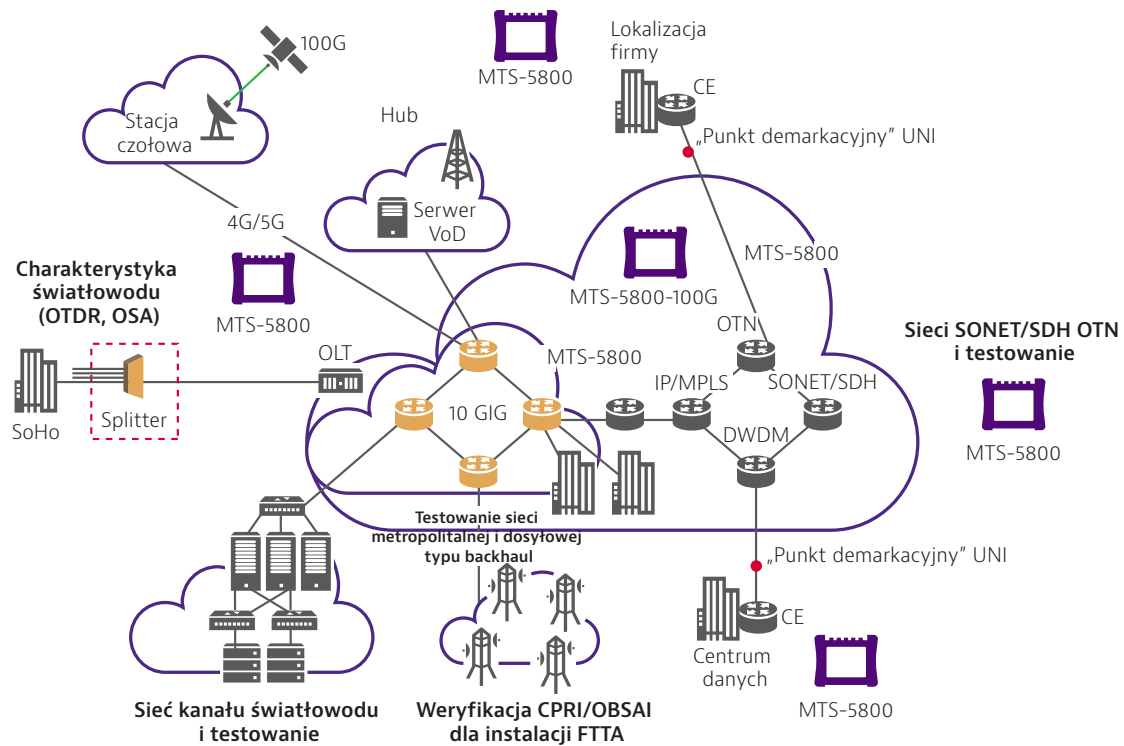 100G
Stacja
czołowa
MTS-5800
Lokalizacja
firmy
CE
„Punkt demarkacyjny” UNI
Hub
Serwer
VoD
4G/5G
Charakterystyka
światłowodu
(OTDR, OSA)
MTS-5800
MTS-5800-100G
MTS-5800
OTN
Sieci SONET/SDH OTN
i testowanie
MTS-5800
OLT
MTS-5800
IP/MPLS
SONET/SDH
10 GIG
DWDM
SoHo
Splitter
Testowanie sieci
metropolitalnej i dosyłowej
typu backhaul
„Punkt demarkacyjny” UNI
CE
Centrum
danych
MTS-5800
Sieć kanału światłowodu
i testowanie
Weryfikacja CPRI/OBSAI
dla instalacji FTTA